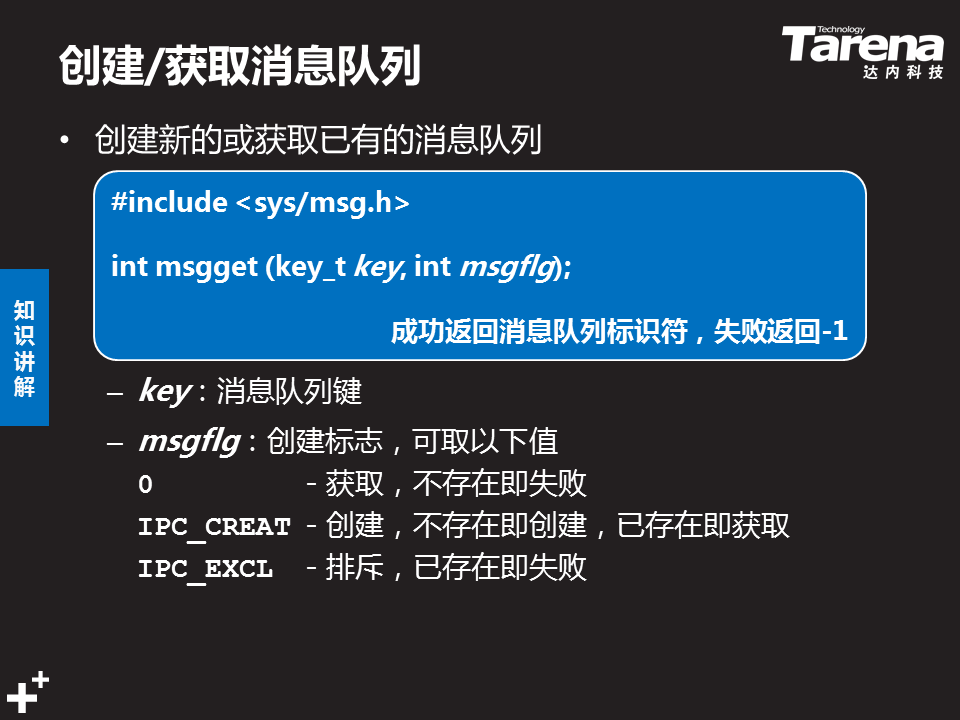 创建/获取消息队列
Technology
Tarena
达内科技
• 创建新的或获取已有的消息队列
#include <sys/msg.h>
int msgget (key_t key, int msgflg);
成功返回消息队列标识符，失败返回-1
知识讲解
– key：消息队列键
– msgflg：创建标志，可取以下值
0 - 获取，不存在即失败
IPC_CREAT - 创建，不存在即创建，已存在即获取
IPC_EXCL - 排斥，已存在即失败